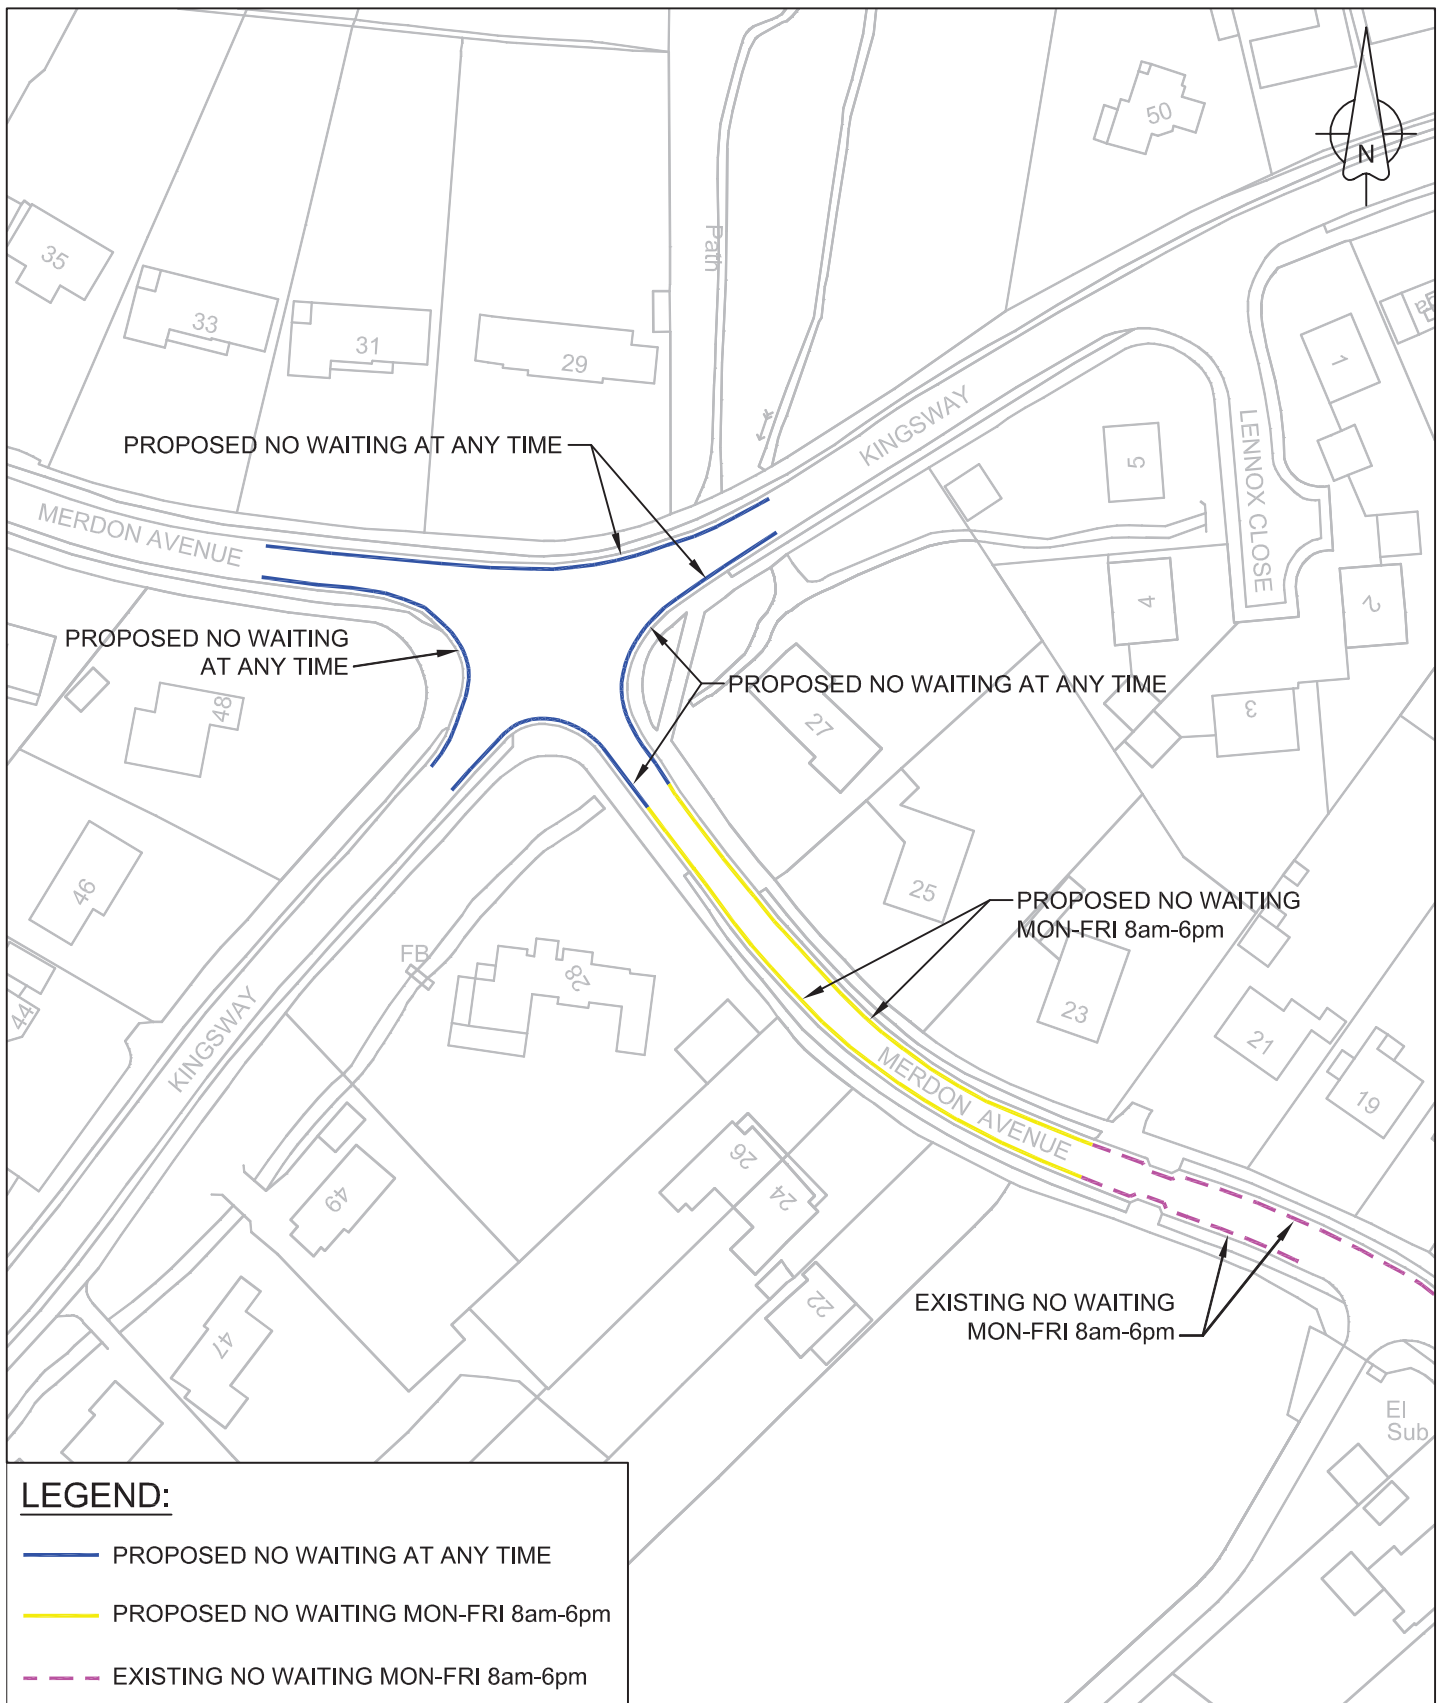 50
N
35
Path
33
31
29
1
KINGSWAY
PROPOSED NO WAITING AT ANY TIME
5
LENNOX CLOSE
MERDON AVENUE
4
2
PROPOSED NO WAITING
AT ANY TIME
PROPOSED NO WAITING AT ANY TIME
48
27
3
46
25
PROPOSED NO WAITING
MON-FRI 8am-6pm
FB
28
44
KINGSWAY
23
21
MERDON AVENUE
19
26
24
49
22
EXISTING NO WAITING
MON-FRI 8am-6pm
47
El
Sub
LEGEND:
PROPOSED NO WAITING AT ANY TIME
PROPOSED NO WAITING MON-FRI 8am-6pm
EXISTING NO WAITING MON-FRI 8am-6pm